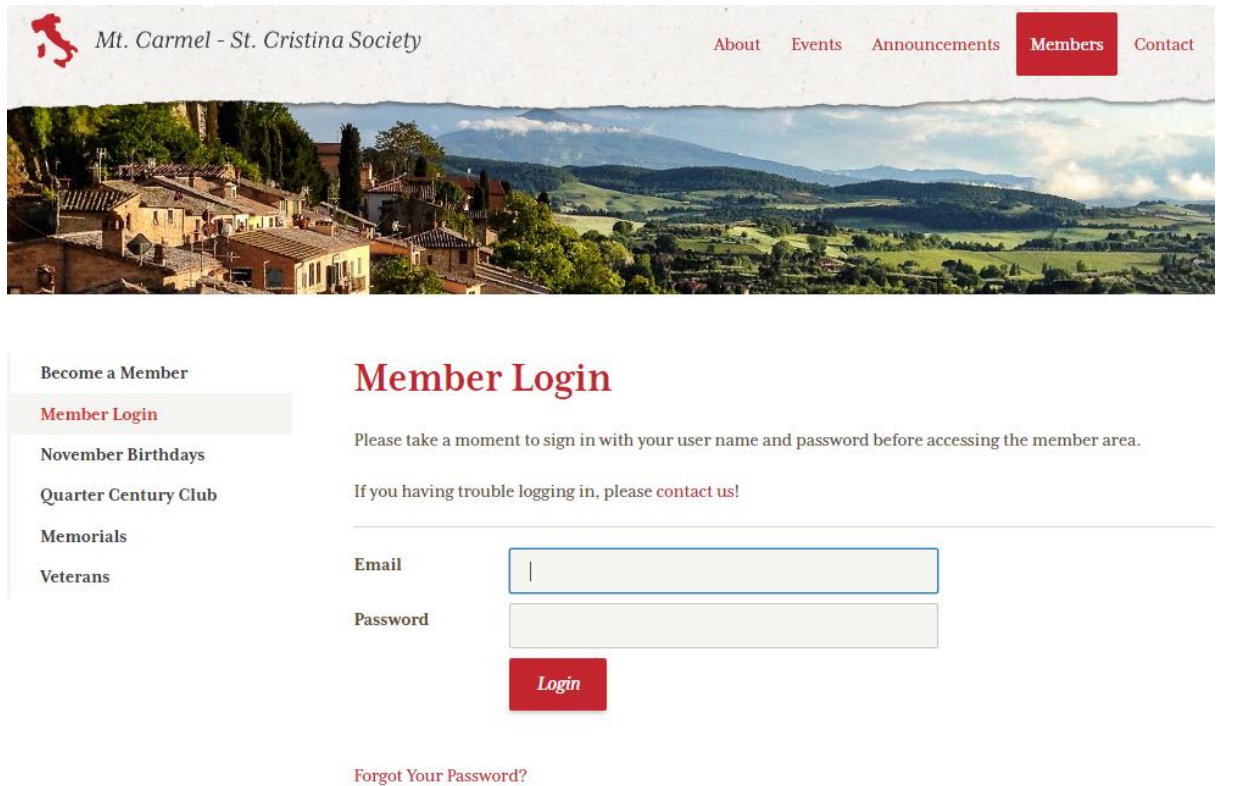 Mt. Carmel - St. Cristina Society
About Events Announcements Members Contact
Become a Member
Member Login
November Birthdays
Quarter Century Club
Memorials
Veterans
Member Login
Please take a moment to sign in with your user name and password before accessing the member area.
If you having trouble logging in, please contact us!
Email
Password
Login
Forgot Your Password?